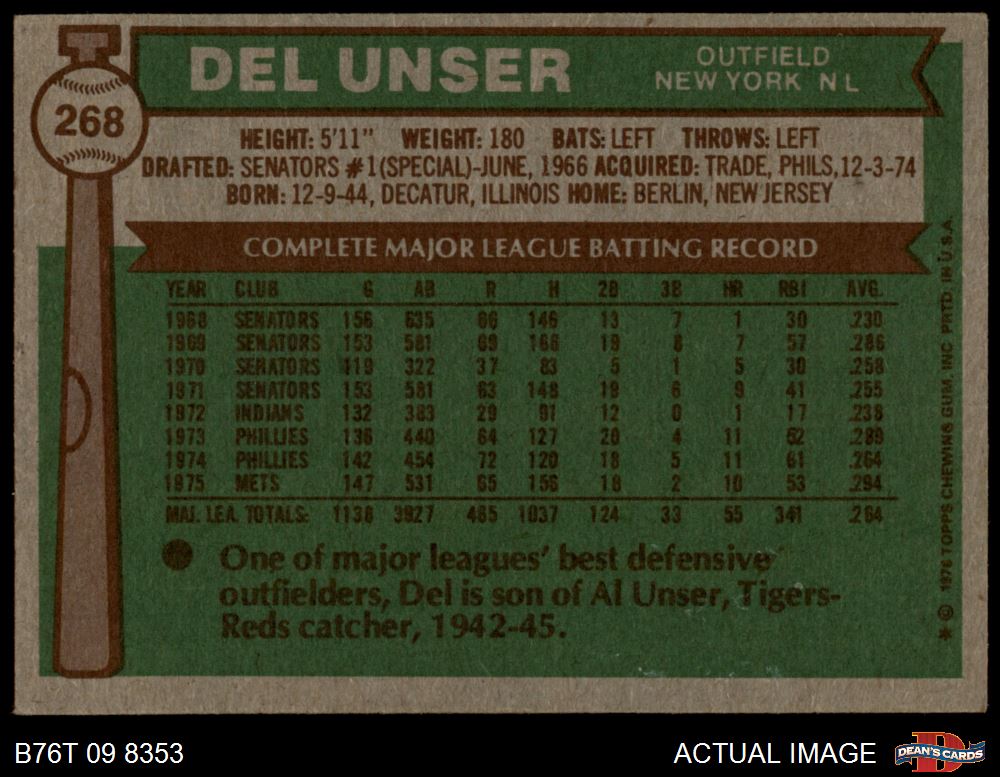 DEL UNSER
OUTFIELD
NEW YORK N L
268
HEIGHT: 5'11" WEIGHT: 180 BATS: LEFT THROWS: LEFT
DRAFTED: SENATORS #1(SPECIAL)-JUNE, 1966 ACQUIRED: TRADE, PHILS, 12-3-74
BORN: 12-9-44, DECATUR, ILLINOIS HOME: BERLIN, NEW JERSEY
COMPLETE MAJOR LEAGUE BATTING RECORD
YEAR CLUB G AB R H 2B 3B HR RBI AVG.
1968 SENATORS 156 635 66 146 13 7 1 30 .230
1969 SENATORS 153 581 69 166 19 8 7 57 .286
1970 SENATORS 119 322 37 83 5 1 5 30 .258
1971 SENATORS 153 581 63 148 19 6 9 41 .255
1972 INDIANS 132 383 29 91 12 0 1 17 .238
1973 PHILLIES 136 440 64 127 20 4 11 52 .289
1974 PHILLIES 142 454 72 120 18 5 11 61 .264
1975 METS 147 531 65 156 18 2 10 53 .294
MAJ. LEA. TOTALS: 1138 3927 465 1037 124 33 55 341 .264
One of major leagues' best defensive
outfielders, Del is son of Al Unser, Tigers-
Reds catcher, 1942-45.
* © 1976 TOPPS CHEWING GUM, INC PRTD. IN U.S.A.
B76T 09 8353
ACTUAL IMAGE
D
DEAN'S CARDS